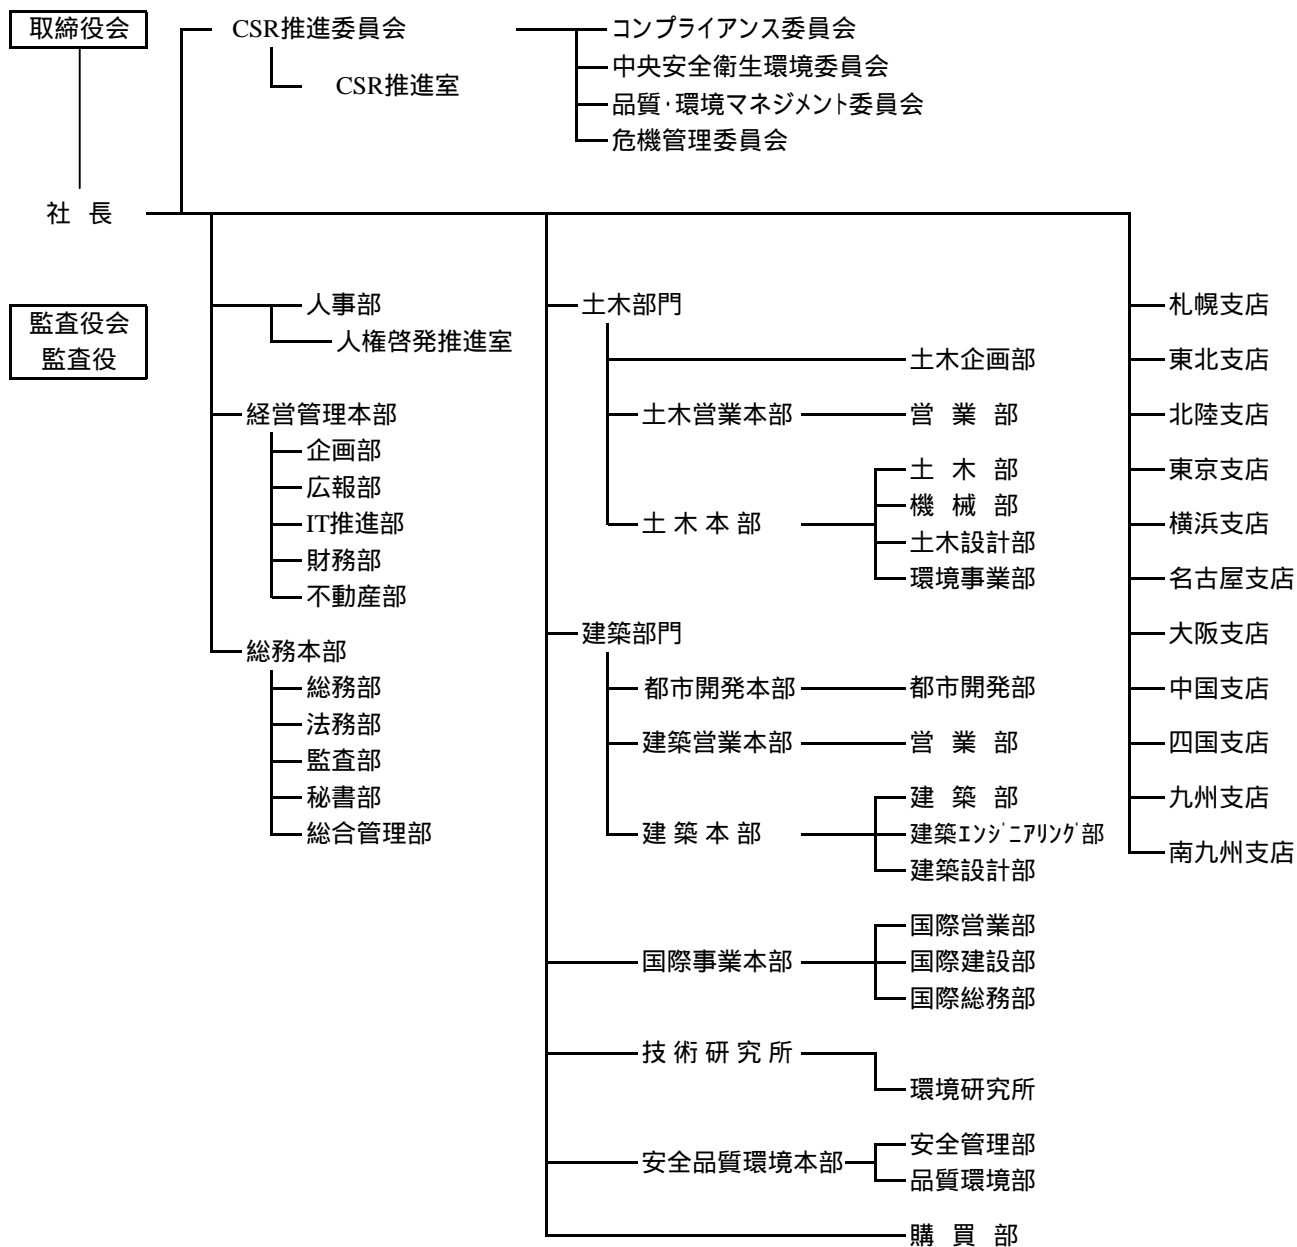 取締役会
CSR推進委員会
CSR推進室
コンプライアンス委員会
中央安全衛生環境委員会
品質・環境マネジメント委員会
危機管理委員会
社 長
監査役会
監査役
人事部
人権啓発推進室
経営管理本部
企画部
広報部
IT推進部
財務部
不動産部
総務本部
総務部
法務部
監査部
秘書部
総合管理部
土木部門
土木企画部
土木営業本部
営 業 部
土 木 本 部
土 木 部
機 械 部
土木設計部
環境事業部
建築部門
都市開発本部
都市開発部
建築営業本部
営 業 部
建 築 本 部
建 築 部
建築ｴﾝｼﾞﾆｱﾘﾝｸﾞ部
建築設計部
国際事業本部
国際営業部
国際建設部
国際総務部
技 術 研 究 所
環境研究所
安全品質環境本部
安全管理部
品質環境部
購 買 部
札幌支店
東北支店
北陸支店
東京支店
横浜支店
名古屋支店
大阪支店
中国支店
四国支店
九州支店
南九州支店